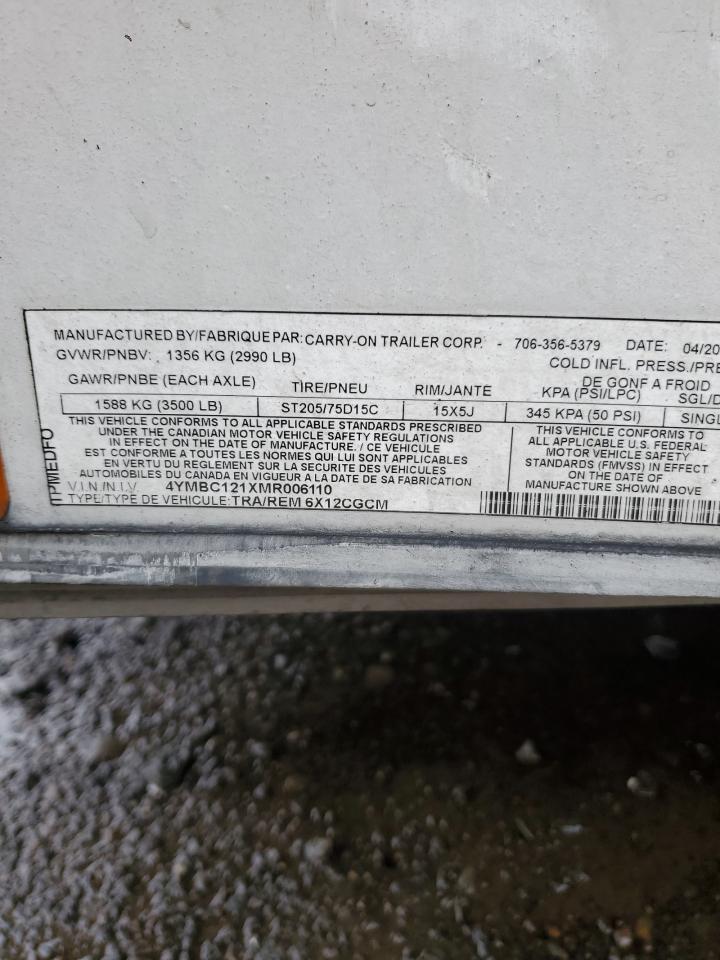 MANUFACTURED BY/FABRIQUE PAR: CARRY-ON TRAILER CORP. - 706-356-5379 DATE: 04/20
GVWR/PNBV: 1356 KG (2990 LB)
COLD INFL. PRESS./PRE
GAWR/PNBE (EACH AXLE) TIRE/PNEU RIM/JANTE DE GONF A FROID
KPA (PSI/LPC) SGL/D
1588 KG (3500 LB) ST205/75D15C 15X5J 345 KPA (50 PSI) SINGL
THIS VEHICLE CONFORMS TO ALL APPLICABLE STANDARDS PRESCRIBED
UNDER THE CANADIAN MOTOR VEHICLE SAFETY REGULATIONS
IN EFFECT ON THE DATE OF MANUFACTURE. / CE VEHICULE
EST CONFORME A TOUTES LES NORMES QUI LUI SONT APPLICABLES
EN VERTU DU REGLEMENT SUR LA SECURITE DES VEHICULES
AUTOMOBILES DU CANADA EN VIGUEUR A LA DATE DE SA FABRICATION
THIS VEHICLE CONFORMS TO
ALL APPLICABLE U.S. FEDERAL
MOTOR VEHICLE SAFETY
STANDARDS (FMVSS) IN EFFECT
ON THE DATE OF
MANUFACTURE SHOWN ABOVE
V.I.N./N.I.V. 4YMBC121XMR006110
TYPE/TYPE DE VEHICULE: TRA/REM 6X12CGCM
TPMEDFO